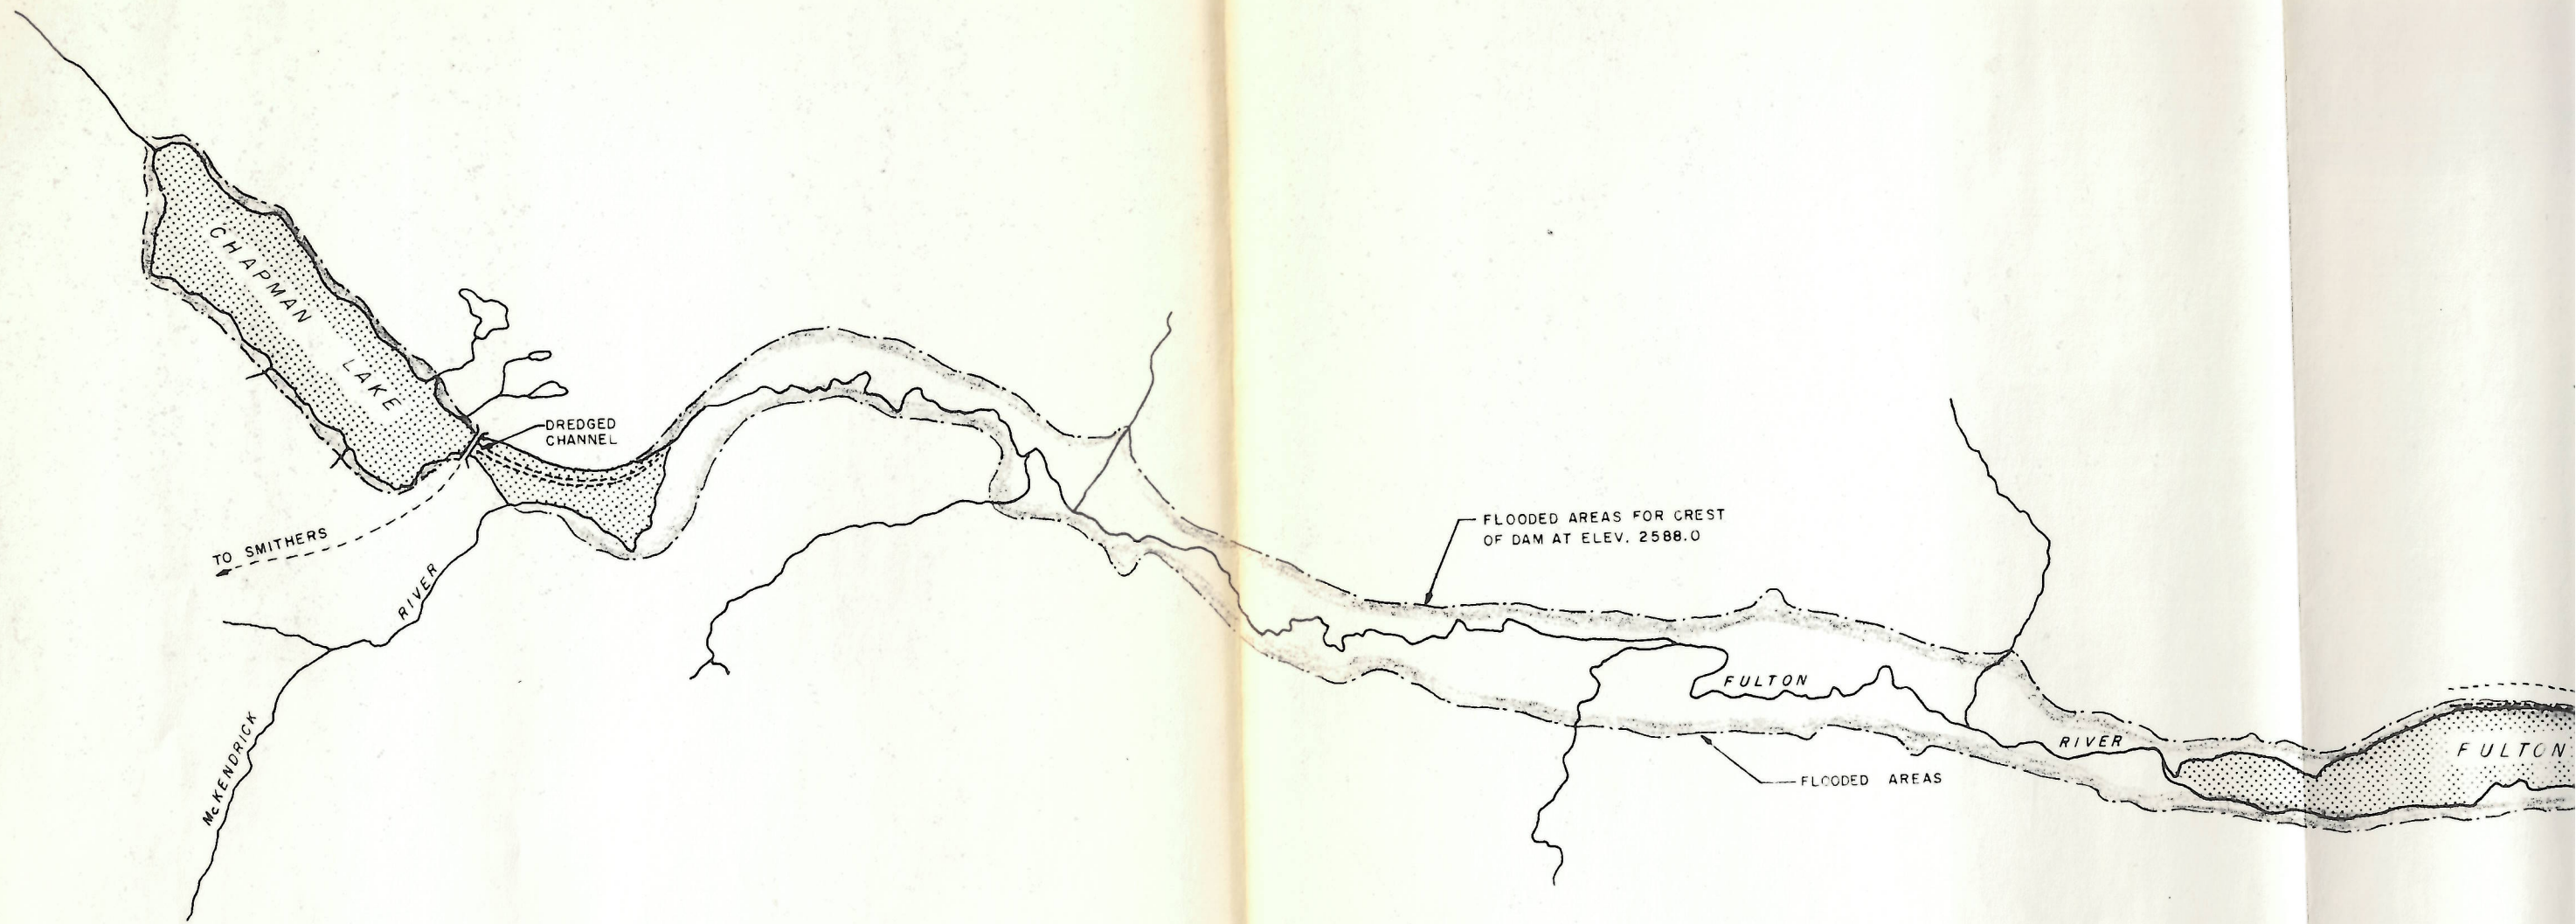 CHAPMAN LAKE
DREDGED
CHANNEL
TO SMITHERS
McKENDRICK RIVER
FLOODED AREAS FOR CREST
OF DAM AT ELEV. 2588.0
FULTON RIVER
FLOODED AREAS
FULTON